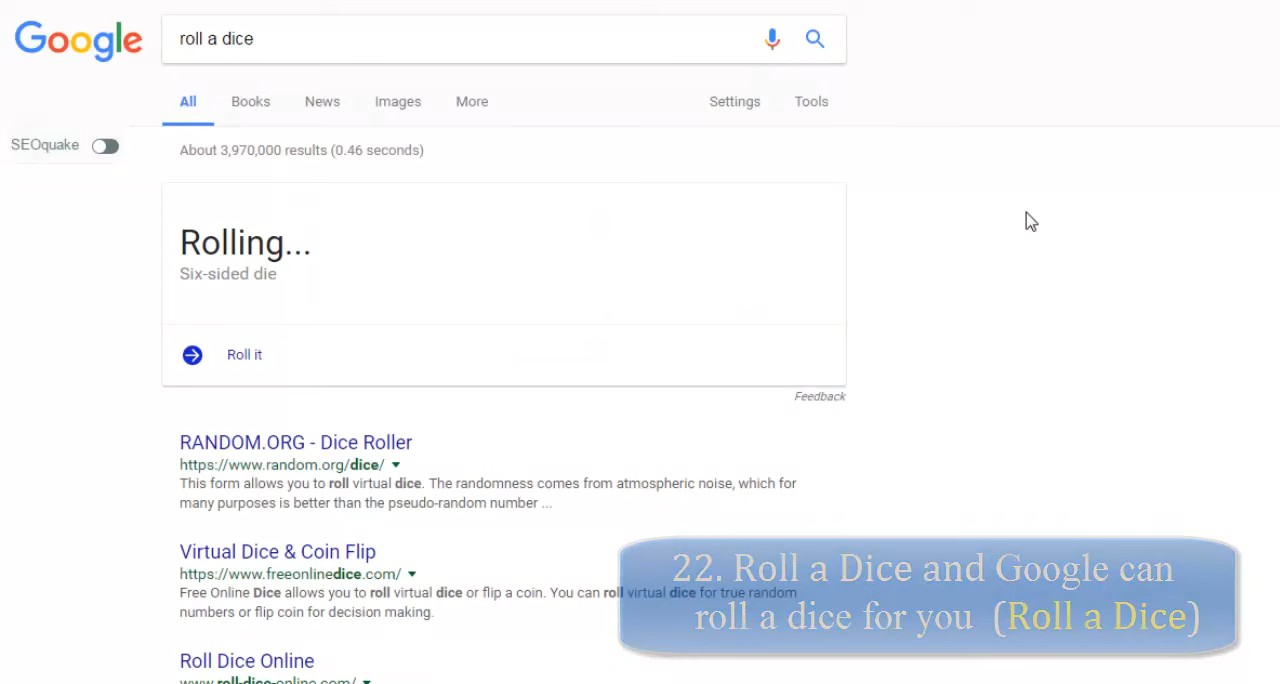 Google
roll a dice
All Books News Images More Settings Tools
SEOquake
About 3,970,000 results (0.46 seconds)
Rolling...
Six-sided die
Roll it
Feedback
RANDOM.ORG - Dice Roller
https://www.random.org/dice/
This form allows you to roll virtual dice. The randomness comes from atmospheric noise, which for
many purposes is better than the pseudo-random number ...
Virtual Dice & Coin Flip
https://www.freeonlinedice.com/
Free Online Dice allows you to roll virtual dice or flip a coin. You can roll virtual dice for true random
numbers or flip coin for decision making.
22. Roll a Dice and Google can
roll a dice for you (Roll a Dice)
Roll Dice Online
www.roll-dice-online.com/